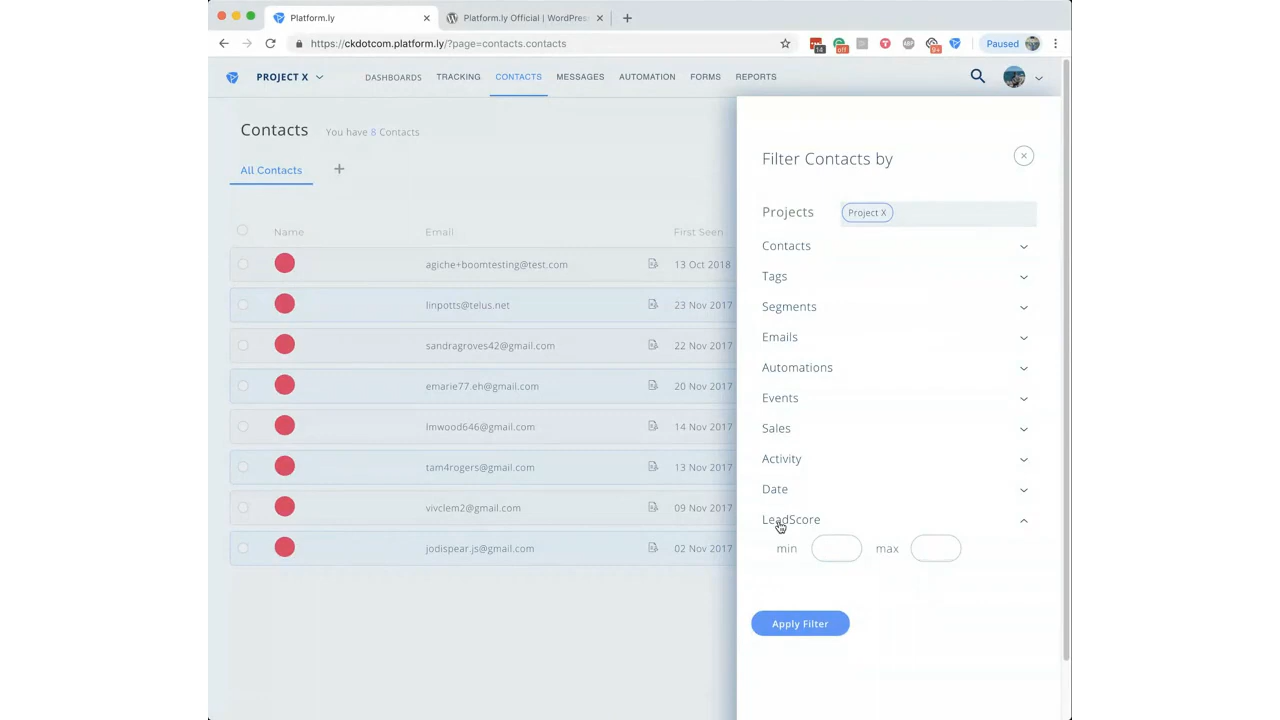 Platform.ly
Platform.ly Official | WordPres
https://ckdotcom.platform.ly/?page=contacts.contacts
14
off
T
ABP
9+
Paused
PROJECT X
DASHBOARDS
TRACKING
CONTACTS
MESSAGES
AUTOMATION
FORMS
REPORTS
Contacts
You have 8 Contacts
All Contacts
+
Name Email First Seen
agiche+boomtesting@test.com 13 Oct 2018
linpotts@telus.net 23 Nov 2017
sandragroves42@gmail.com 22 Nov 2017
emarie77.eh@gmail.com 20 Nov 2017
lmwood646@gmail.com 14 Nov 2017
tam4rogers@gmail.com 13 Nov 2017
vivclem2@gmail.com 09 Nov 2017
jodispear.js@gmail.com 02 Nov 2017
Filter Contacts by
Projects Project X
Contacts
Tags
Segments
Emails
Automations
Events
Sales
Activity
Date
LeadScore
min max
Apply Filter